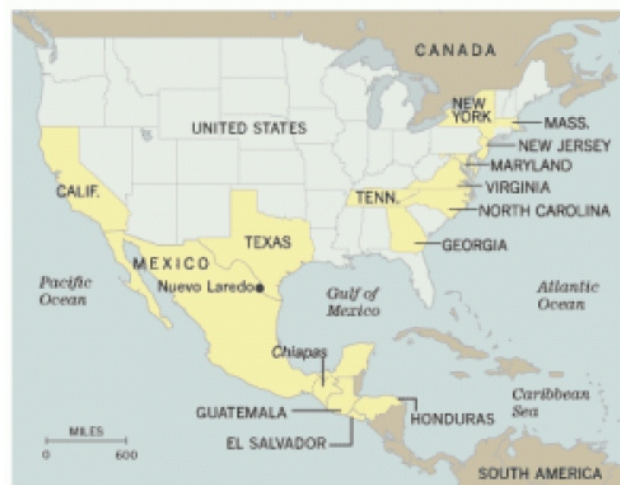 CANADA
NEW
YORK
MASS.
UNITED STATES
NEW JERSEY
MARYLAND
CALIF.
TENN.
VIRGINIA
NORTH CAROLINA
TEXAS
GEORGIA
MEXICO
Pacific
Ocean
Nuevo Laredo
Gulf of
Mexico
Atlantic
Ocean
Chiapas
Caribbean
Sea
GUATEMALA
HONDURAS
EL SALVADOR
MILES
0 600
SOUTH AMERICA